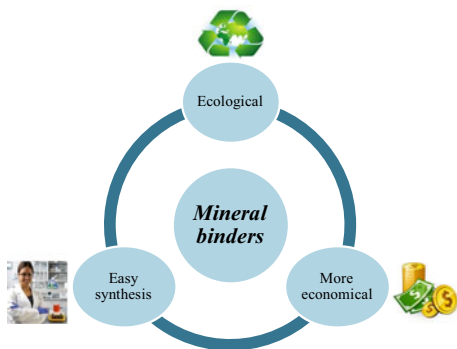 Ecological
Mineral
binders
Easy
synthesis
More
economical